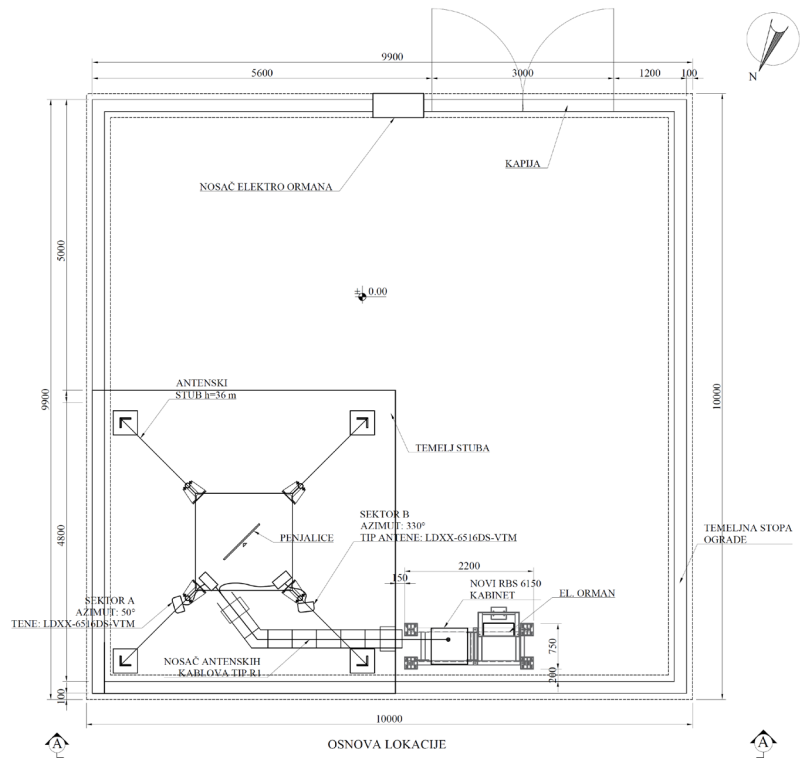 9900
5600
3000
1200
100
N
KAPIJA
NOSAČ ELEKTRO ORMANA
5000
± 0.00
9900
10000
ANTENSKI
STUB h=36 m
TEMELJ STUBA
SEKTOR B
AZIMUT: 330°
TIP ANTENE: LDXX-6516DS-VTM
PENJALICE
4800
TEMELJNA STOPA
OGRADE
2200
150
NOVI RBS 6150
KABINET
EL. ORMAN
SEKTOR A
AZIMUT: 50°
TENE: LDXX-6516DS-VTM
750
200
NOSAČ ANTENSKIH
KABLOVA TIP-R1
100
10000
A
OSNOVA LOKACIJE
A